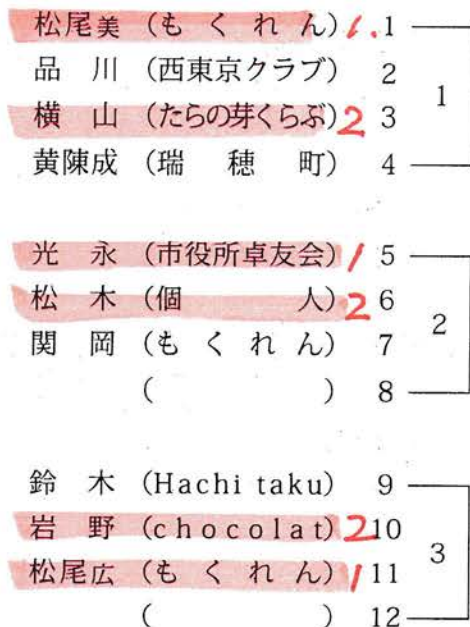 松尾美 (もくれん) 1. 1
品川 (西東京クラブ) 2
1
横山 (たらの芽くらぶ) 2 3
黄陳成 (瑞穂町) 4
光永 (市役所卓友会) 1 5
松木 (個人) 2 6
2
関岡 (もくれん) 7
( ) 8
鈴木 (Hachi taku) 9
岩野 (chocolat) 2 10
3
松尾広 (もくれん) 1 11
( ) 12